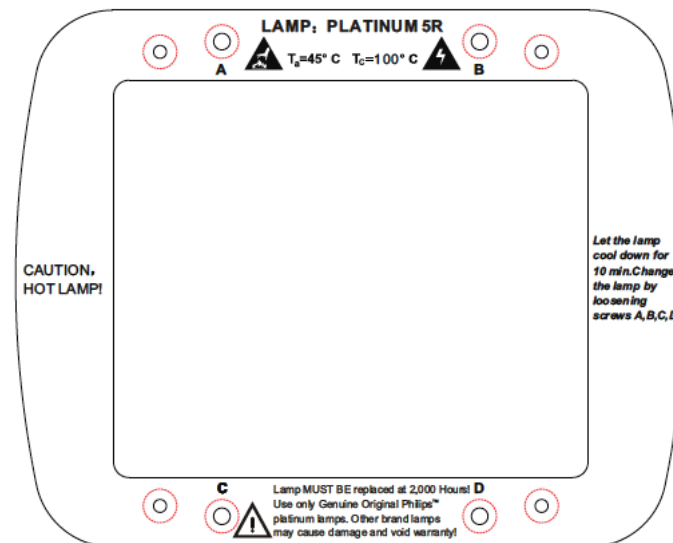 LAMP: PLATINUM 5R
A
Ta=45° C Tc=100° C
B
CAUTION,
HOT LAMP!
Let the lamp
cool down for
10 min.Change
the lamp by
loosening
screws A,B,C,D
C
Lamp MUST BE replaced at 2,000 Hours! D
Use only Genuine Original Philips™
platinum lamps. Other brand lamps
may cause damage and void warranty!